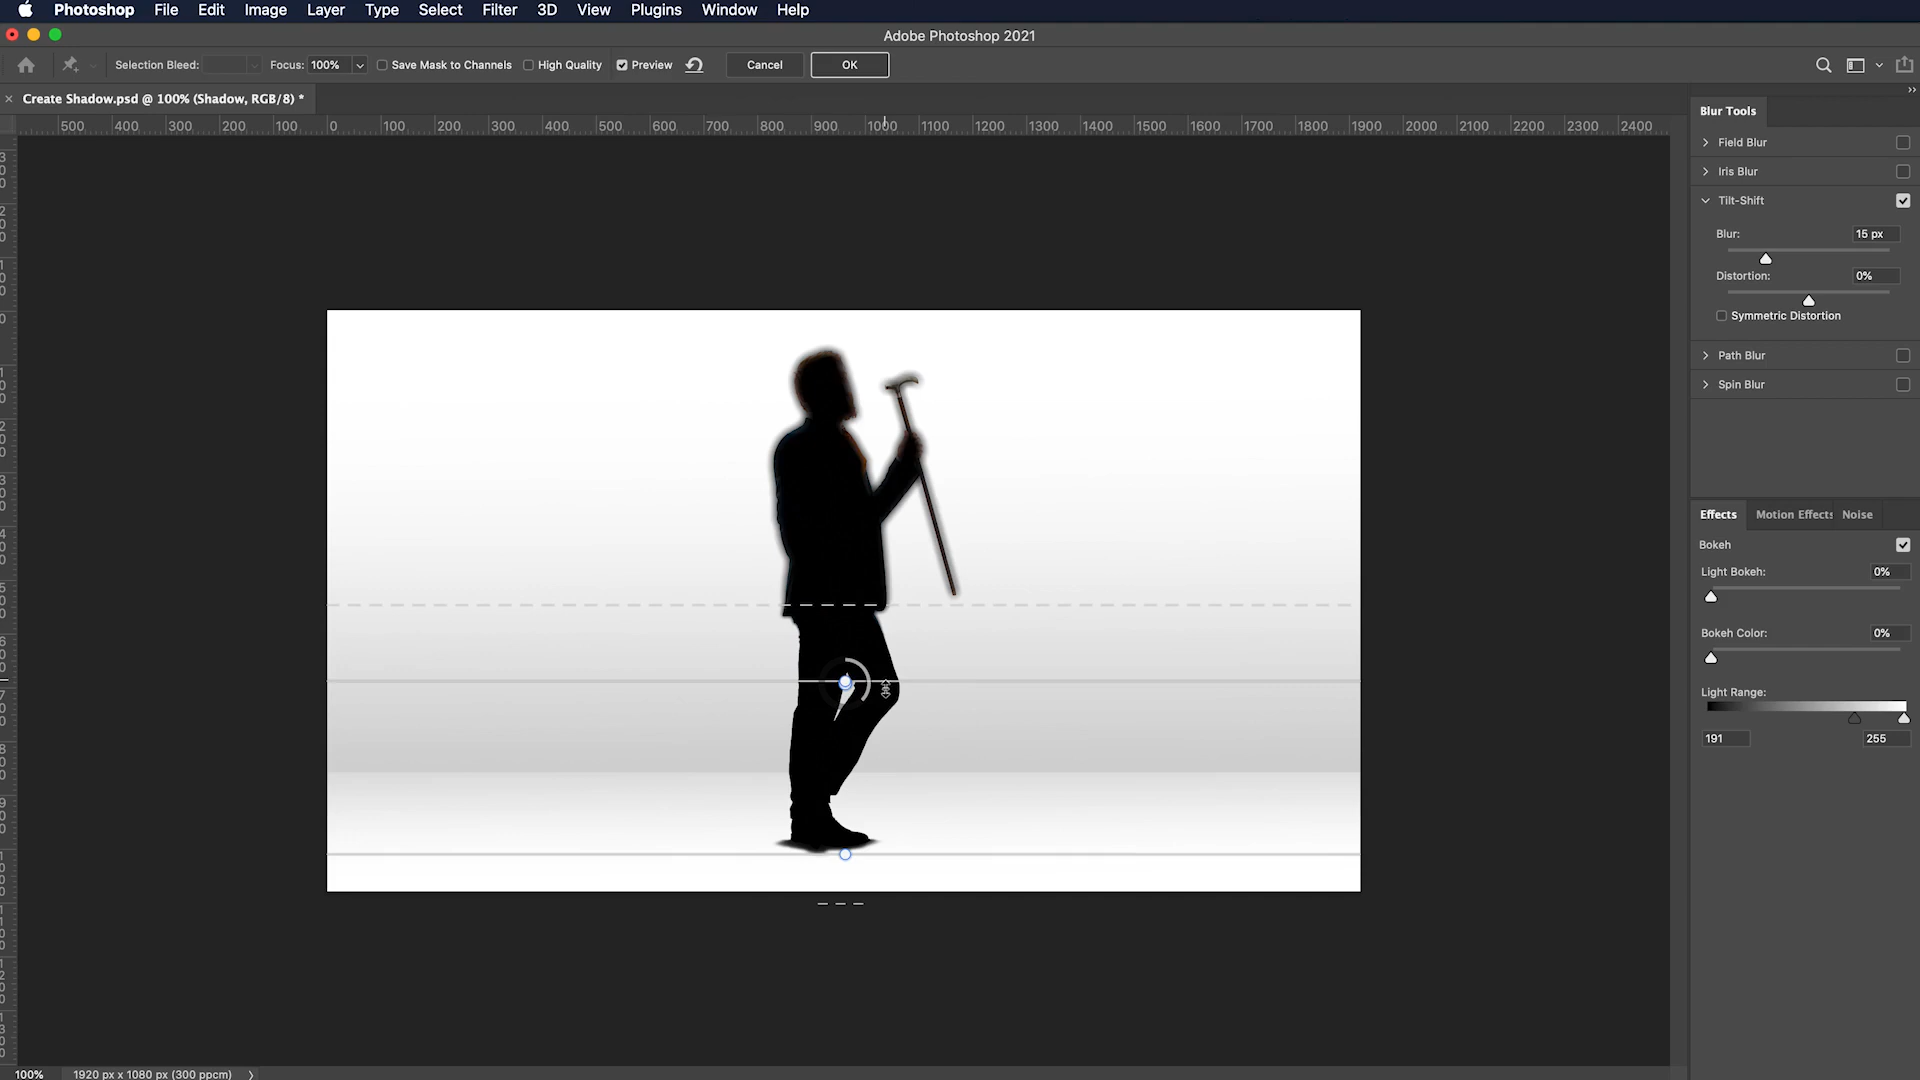 Photoshop File Edit Image Layer Type Select Filter 3D View Plugins Window Help
Adobe Photoshop 2021
Selection Bleed: Focus: 100% Save Mask to Channels High Quality Preview Cancel OK
× Create Shadow.psd @ 100% (Shadow, RGB/8) *
500 400 300 200 100 0 100 200 300 400 500 600 700 800 900 1000 1100 1200 1300 1400 1500 1600 1700 1800 1900 2000 2100 2200 2300 2400
Blur Tools
Field Blur
Iris Blur
Tilt-Shift
Blur: 15 px
Distortion: 0%
Symmetric Distortion
Path Blur
Spin Blur
Effects Motion Effects Noise
Bokeh
Light Bokeh: 0%
Bokeh Color: 0%
Light Range:
191 255
100% 1920 px x 1080 px (300 ppcm)